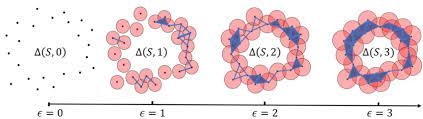 Δ(S, 0) Δ(S, 1) Δ(S, 2) Δ(S, 3)
ϵ = 0 ϵ = 1 ϵ = 2 ϵ = 3